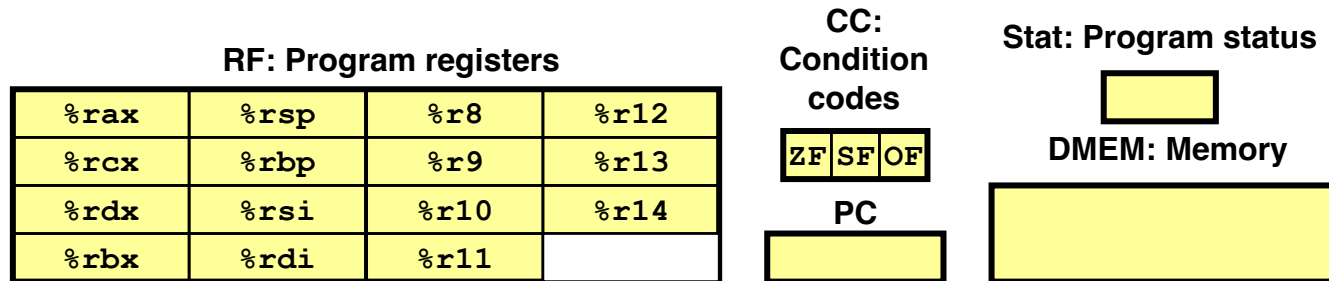 RF: Program registers
%rax %rsp %r8 %r12
%rcx %rbp %r9 %r13
%rdx %rsi %r10 %r14
%rbx %rdi %r11
CC:
Condition
codes
ZF SF OF
PC
Stat: Program status
DMEM: Memory